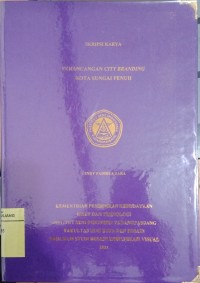 SKRIPSI KARYA
PERANCANGAN CITY BRANDING
KOTA SUNGAI PENUH
KEMENTERIAN PENDIDIKAN KEBUDAYAAN
RISET DAN TEKNOLOGI
INSTITUT SENI INDONESIA PADANGPANJANG
FAKULTAS SENI RUPA DAN DESAIN
PROGRAM STUDI DESAIN KOMUNIKASI VISUAL